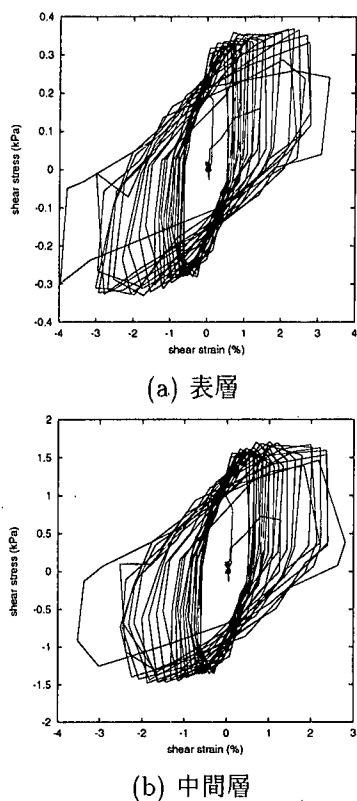 0.4
0.3
0.2
0.1
0
-0.1
-0.2
-0.3
-0.4
shear stress (kPa)
-4 -3 -2 -1 0 1 2 3 4
shear strain (%)
(a) 表層
2
1.5
1
0.5
0
-0.5
-1
-1.5
-2
shear stress (kPa)
-4 -3 -2 -1 0 1 2 3
shear strain (%)
(b) 中間層